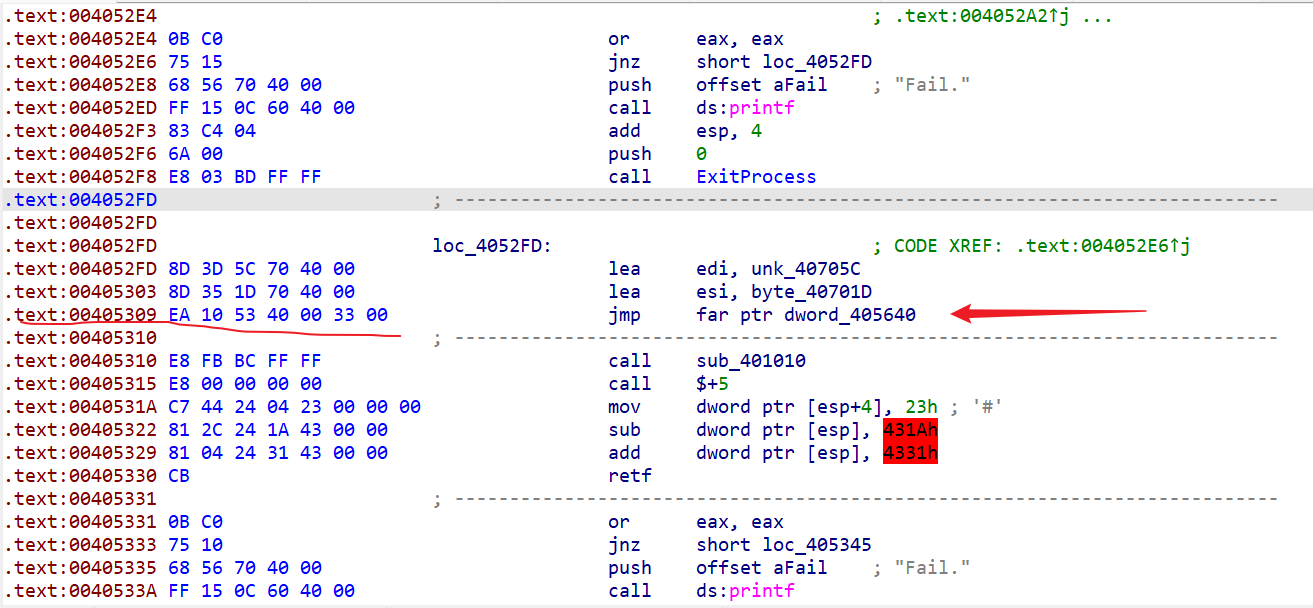 .text:004052E4 ; .text:004052A2↑j ...
.text:004052E4 0B C0 or eax, eax
.text:004052E6 75 15 jnz short loc_4052FD
.text:004052E8 68 56 70 40 00 push offset aFail ; "Fail."
.text:004052ED FF 15 0C 60 40 00 call ds:printf
.text:004052F3 83 C4 04 add esp, 4
.text:004052F6 6A 00 push 0
.text:004052F8 E8 03 BD FF FF call ExitProcess
.text:004052FD ; ---------------------------------------------------------------------------
.text:004052FD
.text:004052FD loc_4052FD: ; CODE XREF: .text:004052E6↑j
.text:004052FD 8D 3D 5C 70 40 00 lea edi, unk_40705C
.text:00405303 8D 35 1D 70 40 00 lea esi, byte_40701D
.text:00405309 EA 10 53 40 00 33 00 jmp far ptr dword_405640
.text:00405310 ; ---------------------------------------------------------------------------
.text:00405310 E8 FB BC FF FF call sub_401010
.text:00405315 E8 00 00 00 00 call $+5
.text:0040531A C7 44 24 04 23 00 00 00 mov dword ptr [esp+4], 23h ; '#'
.text:00405322 81 2C 24 1A 43 00 00 sub dword ptr [esp], 431Ah
.text:00405329 81 04 24 31 43 00 00 add dword ptr [esp], 4331h
.text:00405330 CB retf
.text:00405331 ; ---------------------------------------------------------------------------
.text:00405331 0B C0 or eax, eax
.text:00405333 75 10 jnz short loc_405345
.text:00405335 68 56 70 40 00 push offset aFail ; "Fail."
.text:0040533A FF 15 0C 60 40 00 call ds:printf